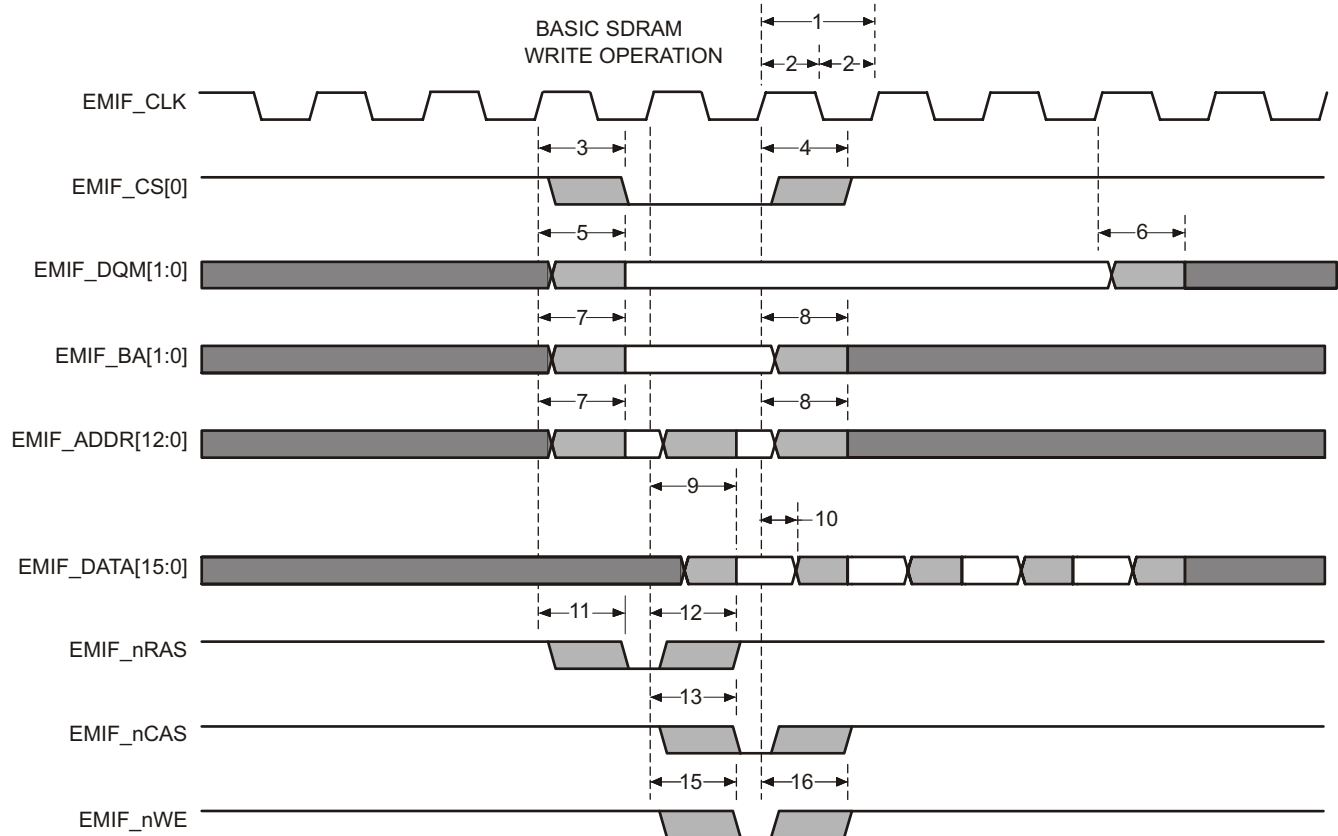 BASIC SDRAM
WRITE OPERATION
1
2 2
EMIF_CLK
3 4
EMIF_CS[0]
5 6
EMIF_DQM[1:0]
7 8
EMIF_BA[1:0]
7 8
EMIF_ADDR[12:0]
9
10
EMIF_DATA[15:0]
11 12
EMIF_nRAS
13
EMIF_nCAS
15 16
EMIF_nWE